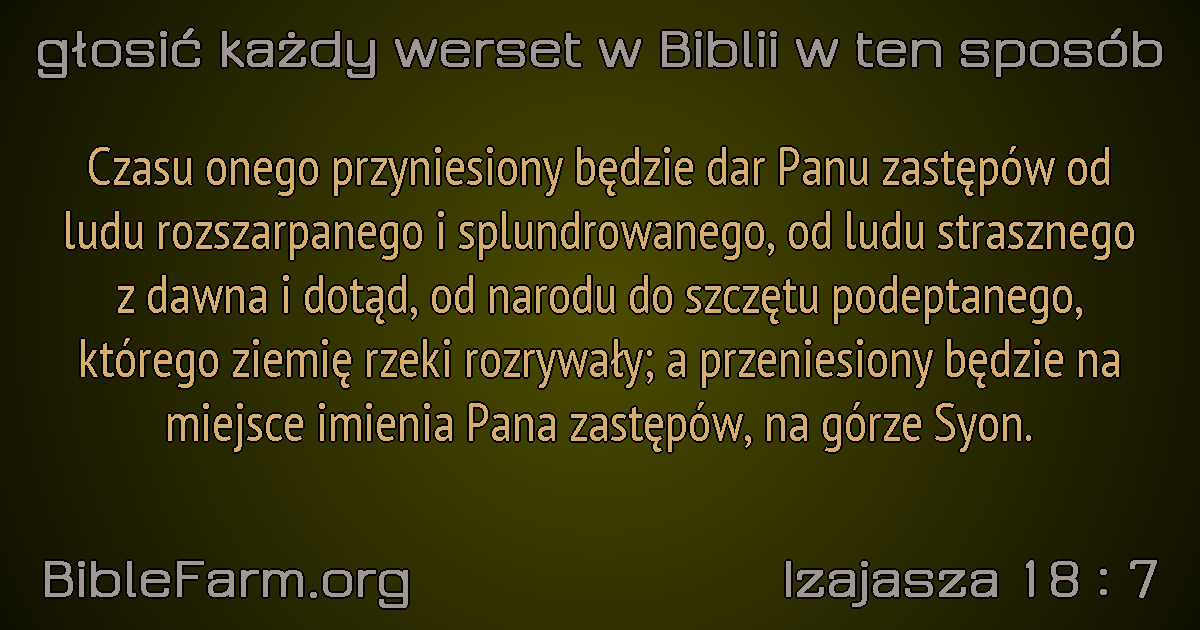 głosić każdy werset w Biblii w ten sposób
Czasu onego przyniesiony będzie dar Panu zastępów od
ludu rozszarpanego i splundrowanego, od ludu strasznego
z dawna i dotąd, od narodu do szczętu podeptanego,
którego ziemię rzeki rozrywały; a przeniesiony będzie na
miejsce imienia Pana zastępów, na górze Syon.
BibleFarm.org
Izajasza 18 : 7